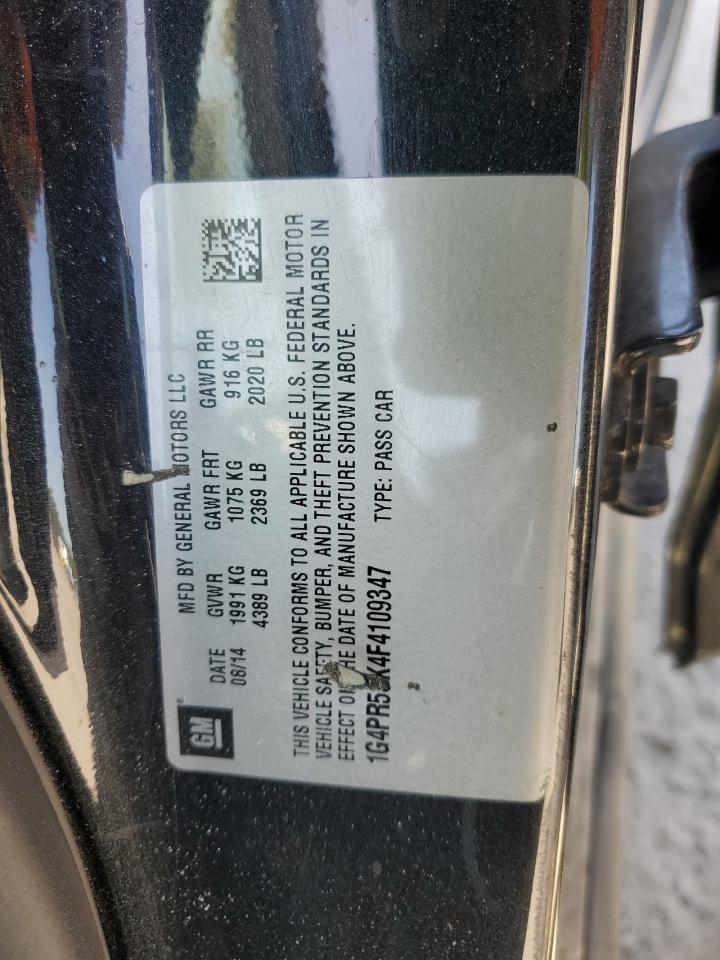 GM
MFD BY GENERAL MOTORS LLC
DATE GVWR GAWR FRT GAWR RR
08/14 1991 KG 1075 KG 916 KG
4389 LB 2369 LB 2020 LB
THIS VEHICLE CONFORMS TO ALL APPLICABLE U.S. FEDERAL MOTOR
VEHICLE SAFETY, BUMPER, AND THEFT PREVENTION STANDARDS IN
EFFECT ON THE DATE OF MANUFACTURE SHOWN ABOVE.
TYPE: PASS CAR